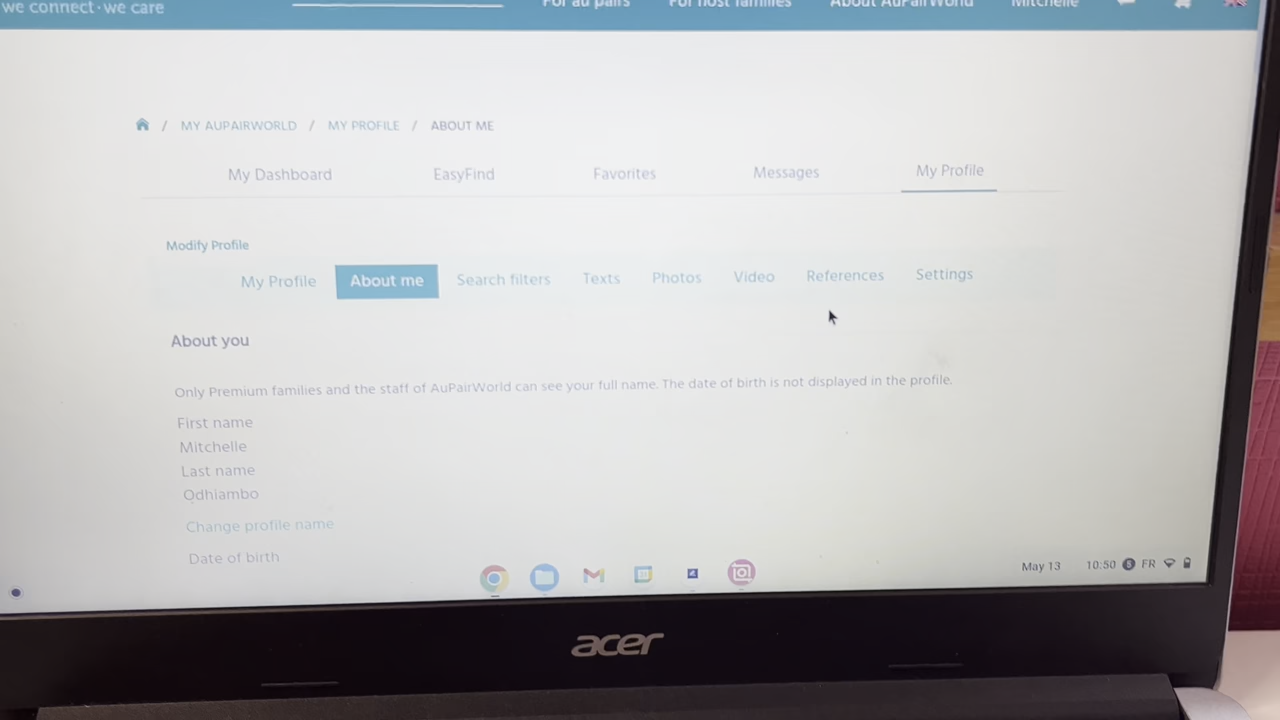 we connect · we care
For au pairs For host families About AuPairWorld Mitchelle
/ MY AUPAIRWORLD / MY PROFILE / ABOUT ME
My Dashboard EasyFind Favorites Messages My Profile
Modify Profile
My Profile About me Search filters Texts Photos Video References Settings
About you
Only Premium families and the staff of AuPairWorld can see your full name. The date of birth is not displayed in the profile.
First name
Mitchelle
Last name
Odhiambo
Change profile name
Date of birth
May 13 10:50 FR
acer